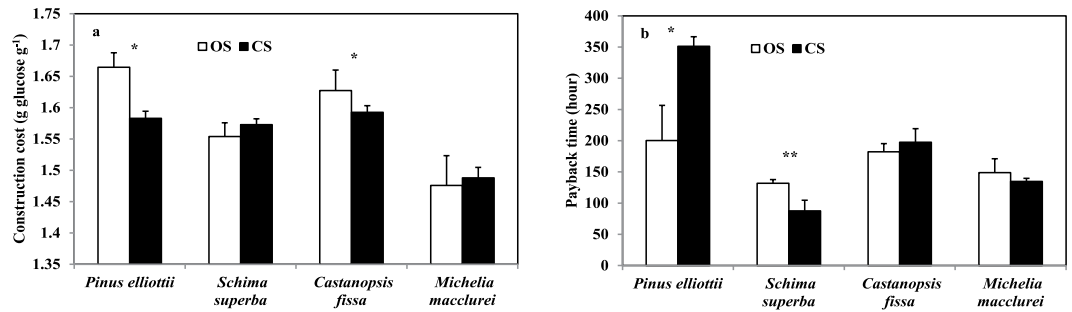 a
OS CS
* *
Construction cost (g glucose g⁻¹)
1.75
1.7
1.65
1.6
1.55
1.5
1.45
1.4
1.35
Pinus elliottii
Schima
superba
Castanopsis
fissa
Michelia
macclurei
b
OS CS
*
**
Payback time (hour)
400
350
300
250
200
150
100
50
0
Pinus elliottii
Schima
superba
Castanopsis
fissa
Michelia
macclurei